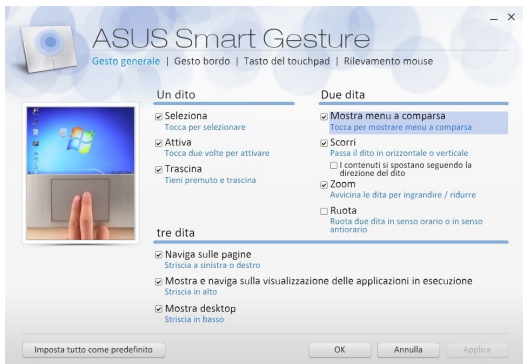 ASUS Smart Gesture
Gesto generale | Gesto bordo | Tasto del touchpad | Rilevamento mouse
Un dito
Seleziona
Tocca per selezionare
Attiva
Tocca due volte per attivare
Trascina
Tieni premuto e trascina
Due dita
Mostra menu a comparsa
Tocca per mostrare menu a comparsa
Scorri
Passa il dito in orizzontale o verticale
I contenuti si spostano seguendo la
direzione del dito
Zoom
Avvicina le dita per ingrandire / ridurre
Ruota
Ruota due dita in senso orario o in senso
antiorario
tre dita
Naviga sulle pagine
Striscia a sinistra o destro
Mostra e naviga sulla visualizzazione delle applicazioni in esecuzione
Striscia in alto
Mostra desktop
Striscia in basso
Imposta tutto come predefinito
OK
Annulla
Applica